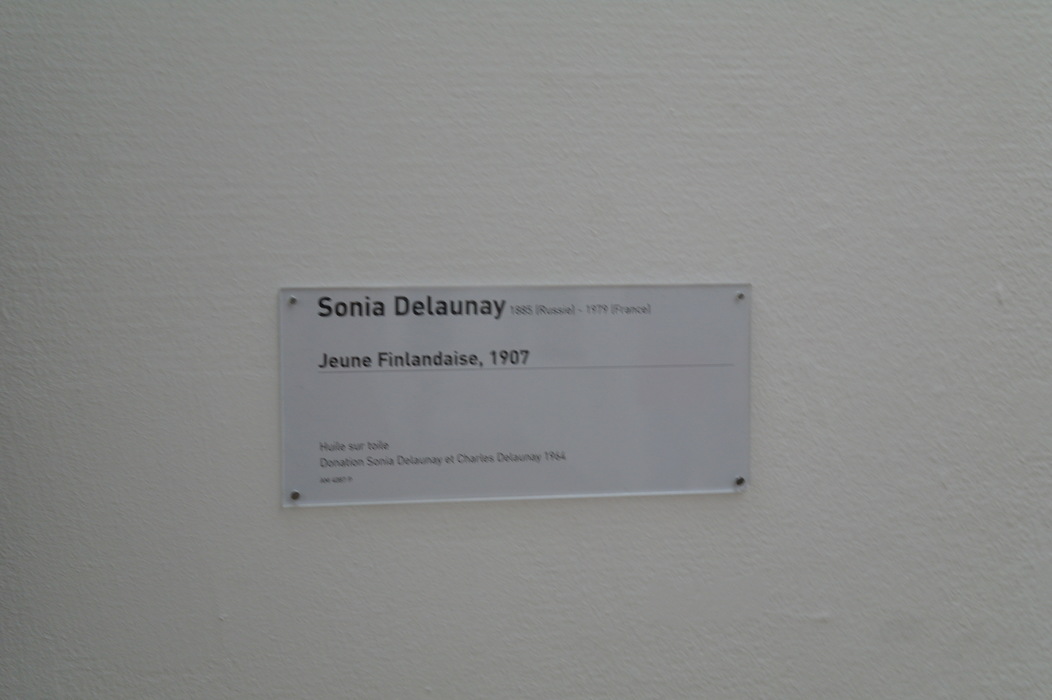 Sonia Delaunay 1885 (Russie) - 1979 (France)
Jeune Finlandaise, 1907
Huile sur toile
Donation Sonia Delaunay et Charles Delaunay 1964